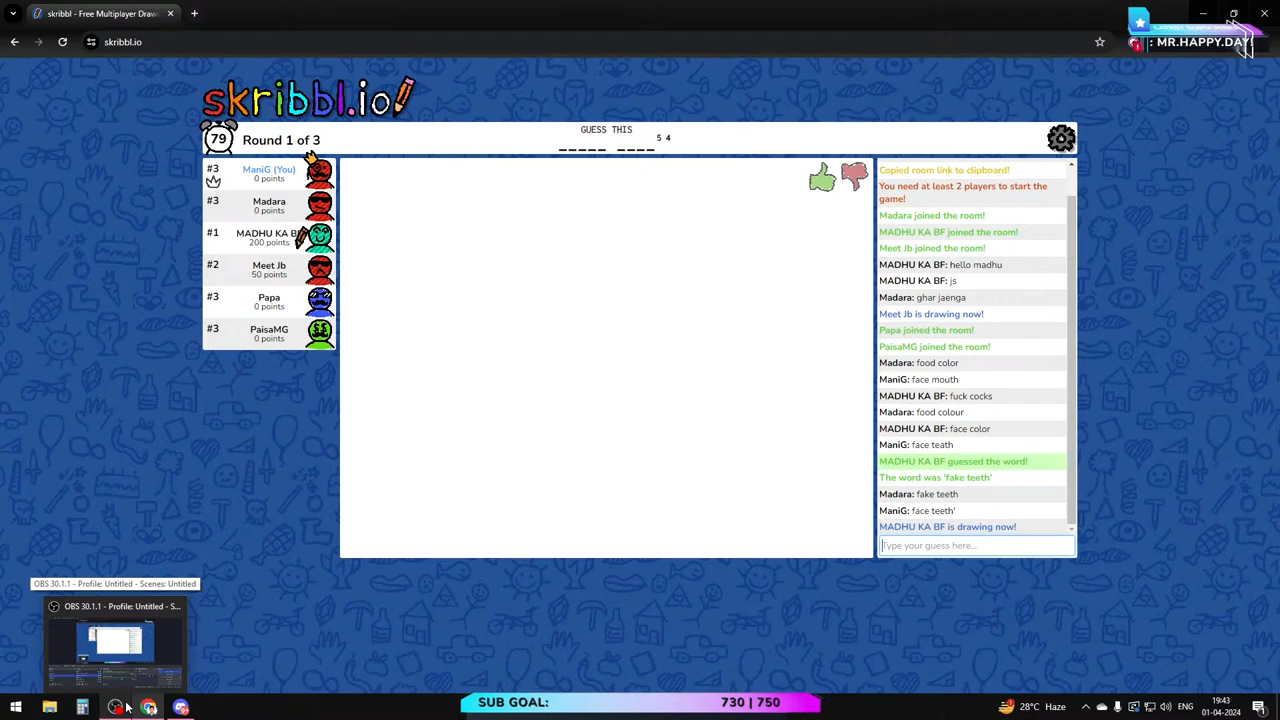 skribbl - Free Multiplayer Draw
skribbl.io
: MR.HAPPY.DAY!
skribbl.io
79
Round 1 of 3
GUESS THIS
_____ ____ 5 4
#3 ManiG (You)
0 points
#3 Madara
0 points
#1 MADHU KA BF
200 points
#2 Meet Jb
50 points
#3 Papa
0 points
#3 PaisaMG
0 points
Copied room link to clipboard!
You need at least 2 players to start the
game!
Madara joined the room!
MADHU KA BF joined the room!
Meet Jb joined the room!
MADHU KA BF: hello madhu
MADHU KA BF: js
Madara: ghar jaenga
Meet Jb is drawing now!
Papa joined the room!
PaisaMG joined the room!
Madara: food color
ManiG: face mouth
MADHU KA BF: fuck cocks
Madara: food colour
MADHU KA BF: face color
ManiG: face teath
MADHU KA BF guessed the word!
The word was 'fake teeth'
Madara: fake teeth
ManiG: face teeth'
MADHU KA BF is drawing now!
Type your guess here...
OBS 30.1.1 - Profile: Untitled - Scenes: Untitled
OBS 30.1.1 - Profile: Untitled - S...
SUB GOAL: 730 | 750
28°C Haze
ENG
19:43
01-04-2024